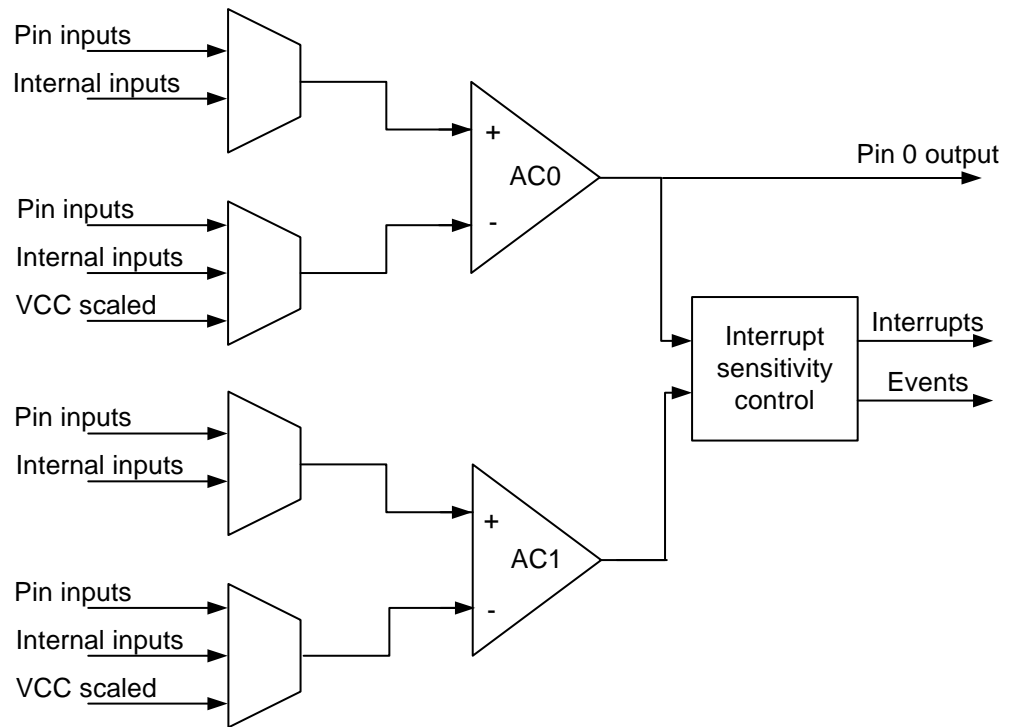 Pin inputs
Internal inputs
+
AC0
-
Pin 0 output
Pin inputs
Internal inputs
VCC scaled
Interrupt
sensitivity
control
Interrupts
Events
Pin inputs
Internal inputs
+
AC1
-
Pin inputs
Internal inputs
VCC scaled